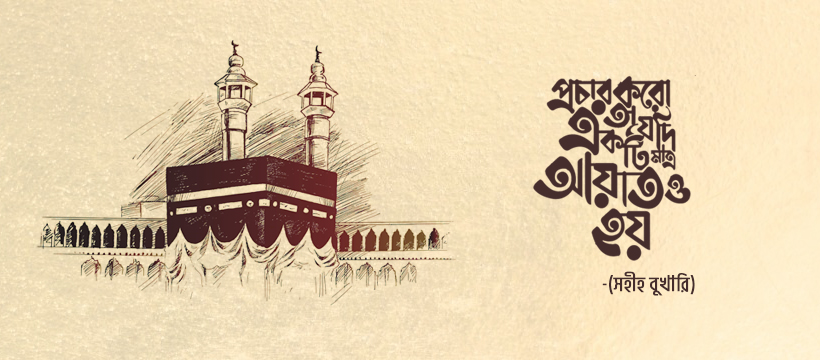 প্রচার করো
তা যদি
একটি মাত্র
আয়াতও
হয়
-(সহীহ বুখারি)